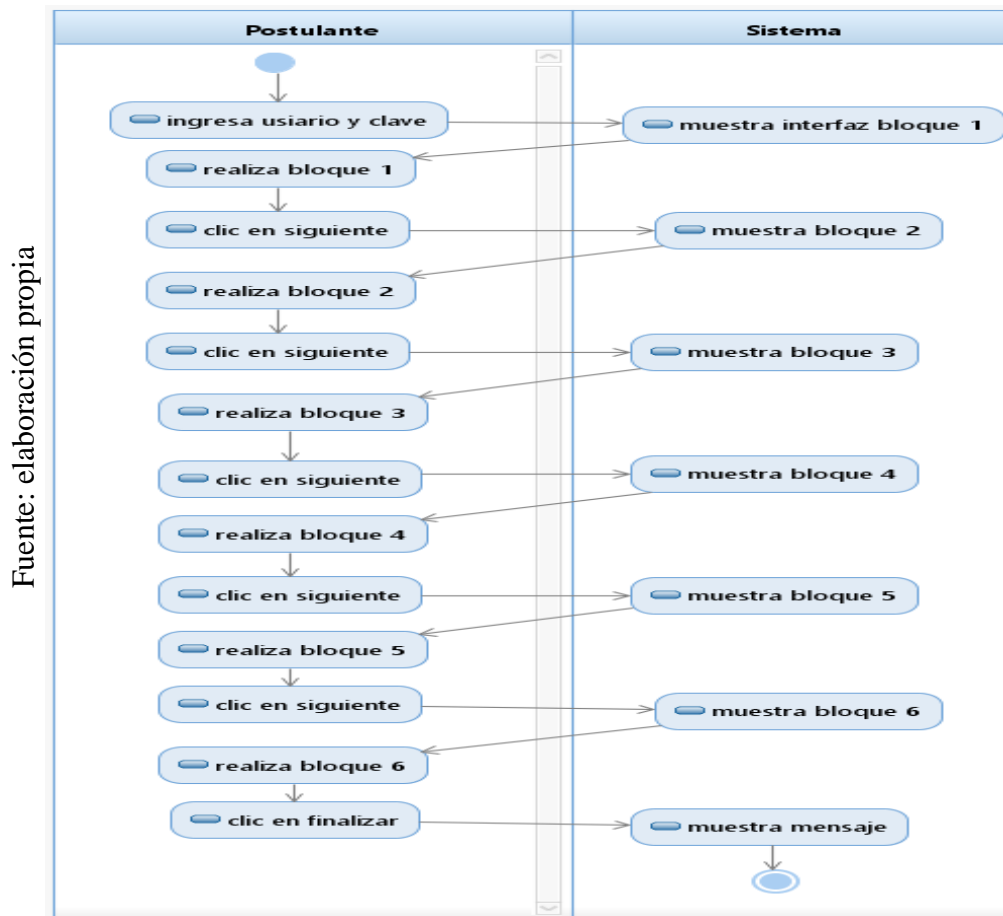 Fuente: elaboración propia
Postulante
Sistema
ingresa usiario y clave
muestra interfaz bloque 1
realiza bloque 1
clic en siguiente
muestra bloque 2
realiza bloque 2
clic en siguiente
muestra bloque 3
realiza bloque 3
clic en siguiente
muestra bloque 4
realiza bloque 4
clic en siguiente
muestra bloque 5
realiza bloque 5
clic en siguiente
muestra bloque 6
realiza bloque 6
clic en finalizar
muestra mensaje